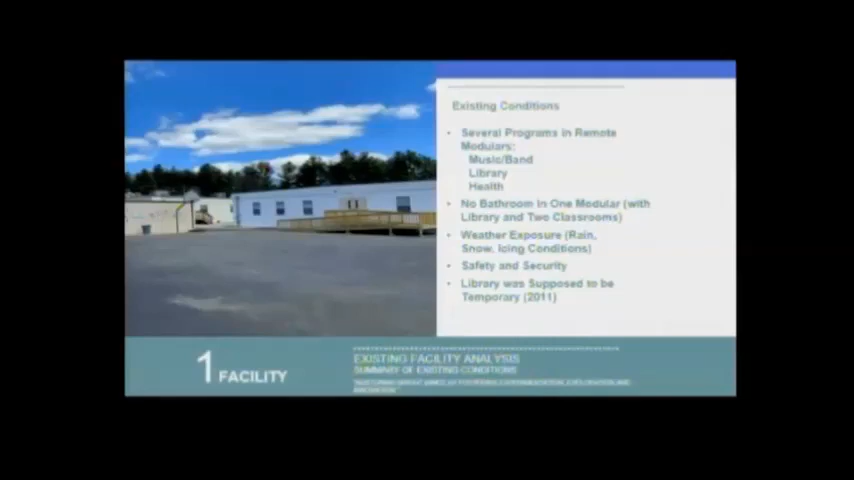 Existing Conditions
• Several Programs in Remote
Modulars:
Music/Band
Library
Health
• No Bathroom in One Modular (with
Library and Two Classrooms)
• Weather Exposure (Rain,
Snow, Icing Conditions)
• Safety and Security
• Library was Supposed to be
Temporary (2011)
1 FACILITY
EXISTING FACILITY ANALYSIS
SUMMARY OF EXISTING CONDITIONS